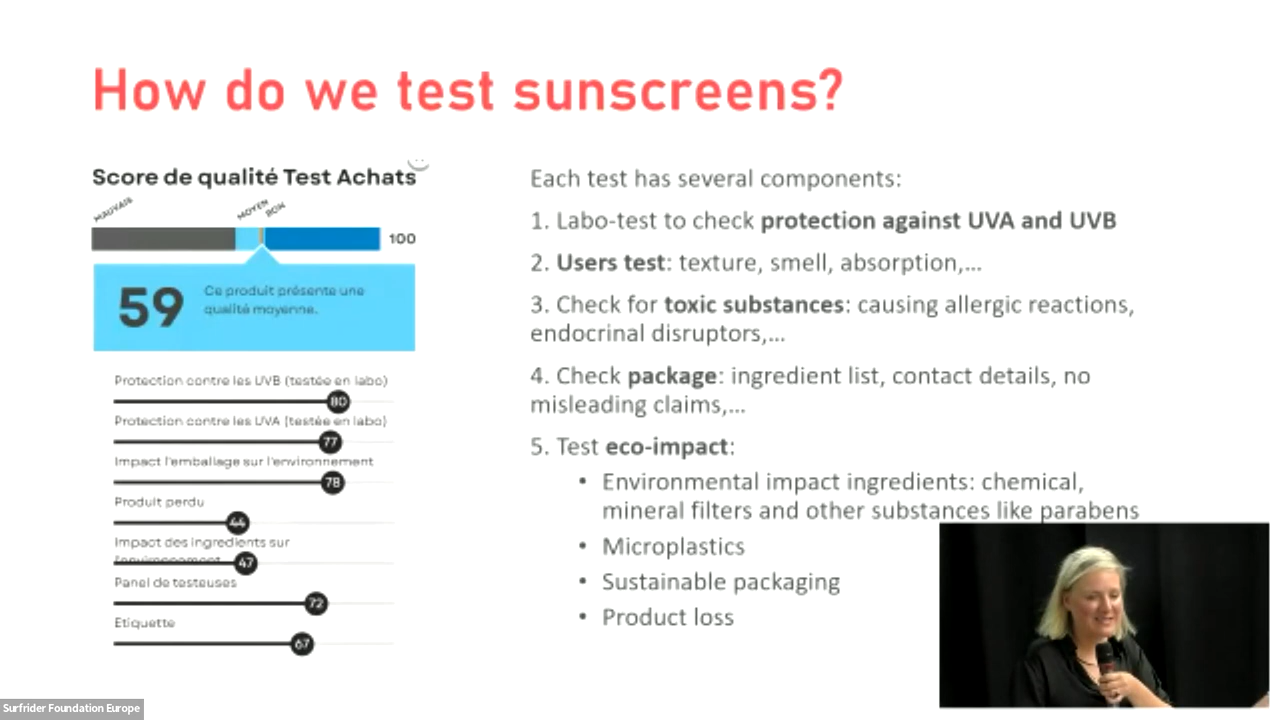 How do we test sunscreens?
Score de qualité Test Achats
MAUVAIS
MOYEN
BON
100
59
Ce produit présente une
qualité moyenne.
Protection contre les UVB (testée en labo)
80
Protection contre les UVA (testée en labo)
77
Impact l'emballage sur l'environnement
78
Produit perdu
44
Impact des ingredients sur
l'environnement
47
Panel de testeuses
72
Etiquette
67
Each test has several components:
1. Labo-test to check protection against UVA and UVB
2. Users test: texture, smell, absorption,...
3. Check for toxic substances: causing allergic reactions,
endocrinal disruptors,...
4. Check package: ingredient list, contact details, no
misleading claims,...
5. Test eco-impact:
• Environmental impact ingredients: chemical,
mineral filters and other substances like parabens
• Microplastics
• Sustainable packaging
• Product loss
Surfrider Foundation Europe